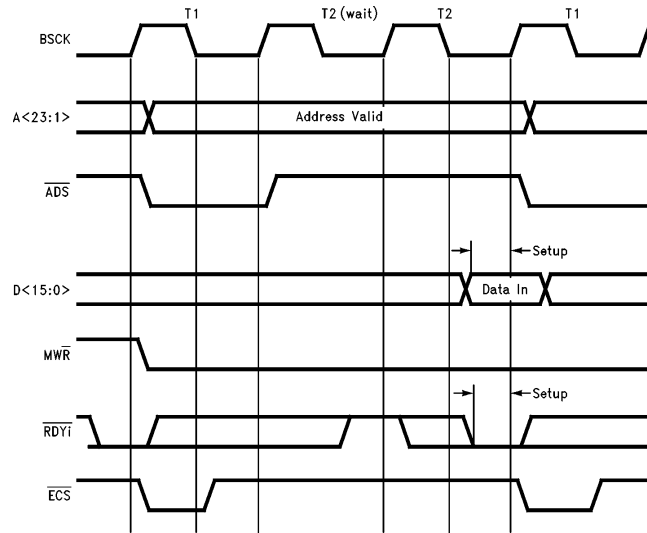 T1 T2 (wait) T2 T1
BSCK
A<23:1> Address Valid
ADS
Setup
D<15:0> Data In
MWR
Setup
RDYi
ECS